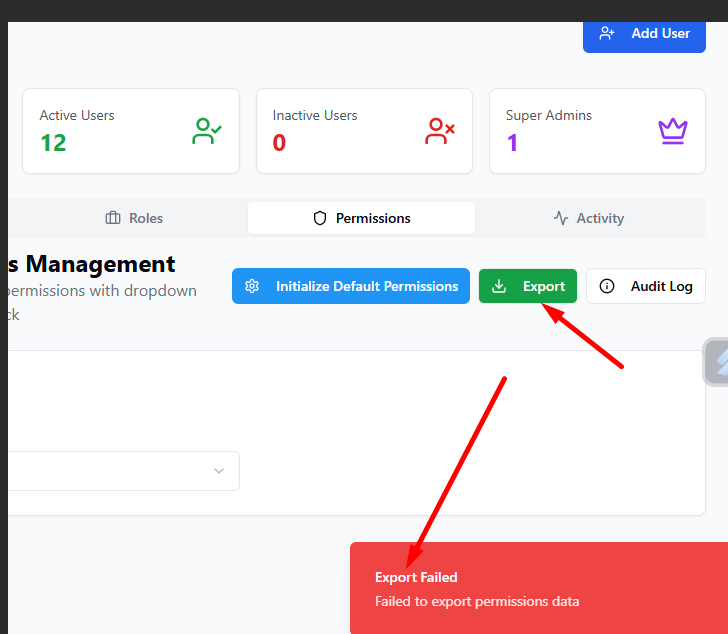 Add User
Active Users
12
Inactive Users
0
Super Admins
1
Roles
Permissions
Activity
s Management
permissions with dropdown
ck
Initialize Default Permissions
Export
Audit Log
Export Failed
Failed to export permissions data